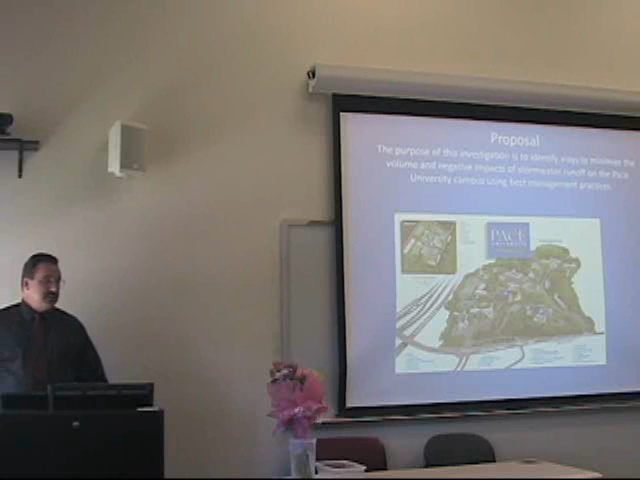 Proposal
The purpose of this investigation is to identify ways to minimize the
volume and negative impacts of stormwater runoff on the Pace
University campus using best management practices
PACE
UNIVERSITY